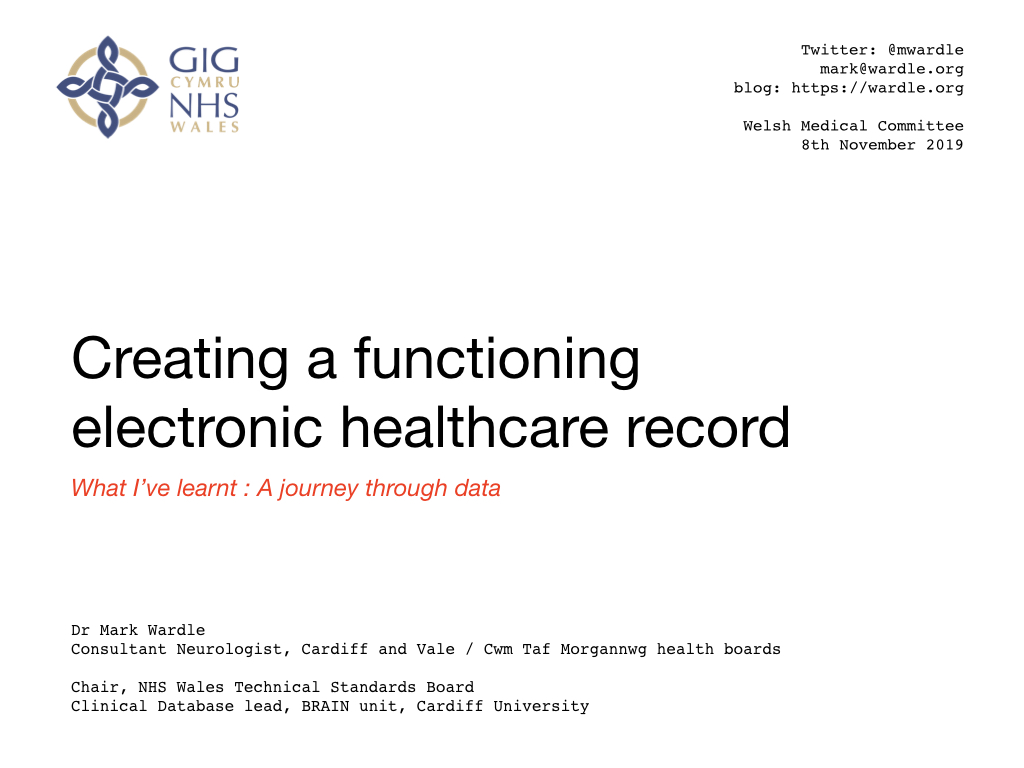 GIG
CYMRU
NHS
WALES
Twitter: @mwardle
mark@wardle.org
blog: https://wardle.org
Welsh Medical Committee
8th November 2019
Creating a functioning
electronic healthcare record
What I’ve learnt : A journey through data
Dr Mark Wardle
Consultant Neurologist, Cardiff and Vale / Cwm Taf Morgannwg health boards
Chair, NHS Wales Technical Standards Board
Clinical Database lead, BRAIN unit, Cardiff University